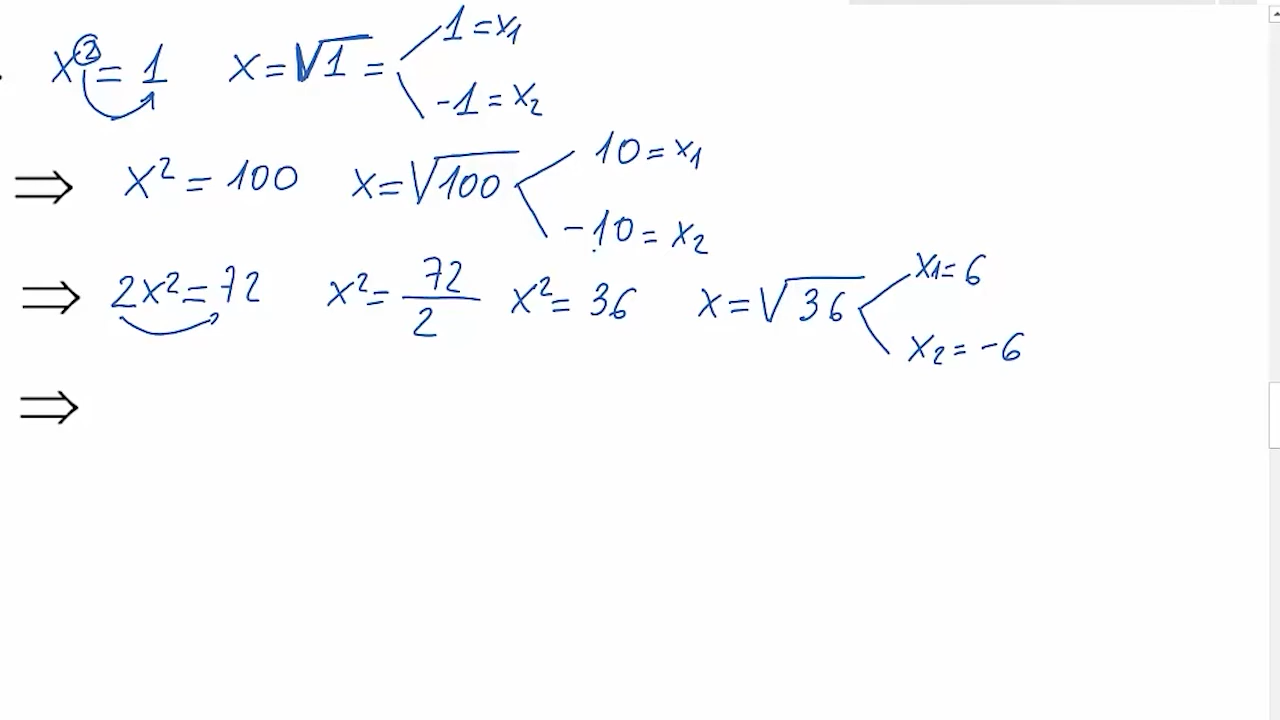 x² = 1 x = √1 = 1 = x₁
-1 = x₂
⇒ x² = 100 x = √100 10 = x₁
-10 = x₂
⇒ 2x² = 72 x² = 72/2 x² = 36 x = √36 x₁ = 6
x₂ = -6
⇒